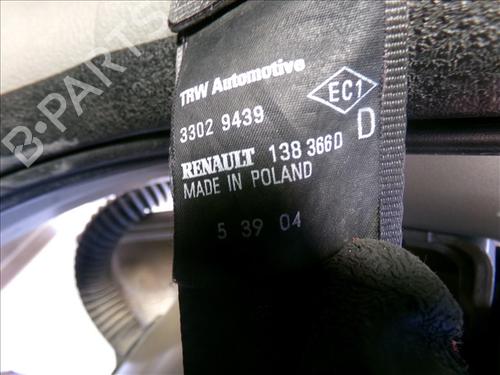 B-PARTS
TRW Automotive
EC1
3302 9439
D
RENAULT 138 366D
MADE IN POLAND
5 39 04